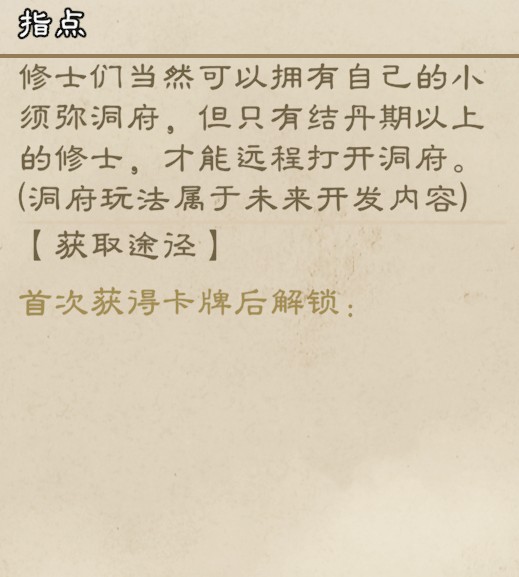 指点
修士们当然可以拥有自己的小
须弥洞府，但只有结丹期以上
的修士，才能远程打开洞府。
(洞府玩法属于未来开发内容)
【获取途径】
首次获得卡牌后解锁：